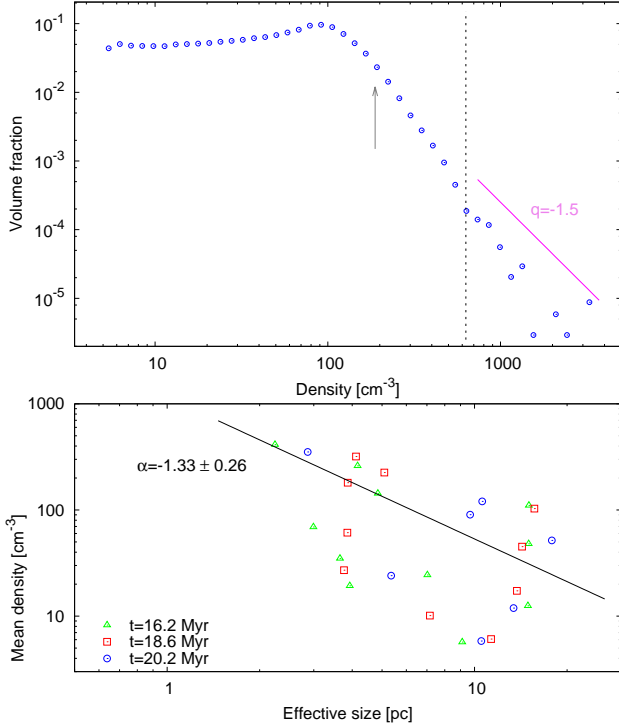 10^-1
10^-2
10^-3
10^-4
10^-5
Volume fraction
q=-1.5
10
100
1000
Density [cm^-3]
1000
100
10
Mean density [cm^-3]
α=-1.33 ± 0.26
t=16.2 Myr
t=18.6 Myr
t=20.2 Myr
1
10
Effective size [pc]